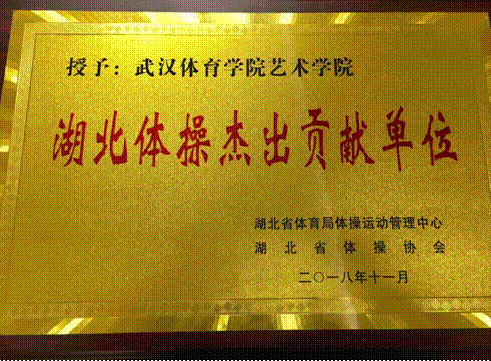 授予：武汉体育学院艺术学院
湖北体操杰出贡献单位
湖北省体育局体操运动管理中心
湖北省体操协会
二〇一八年十一月